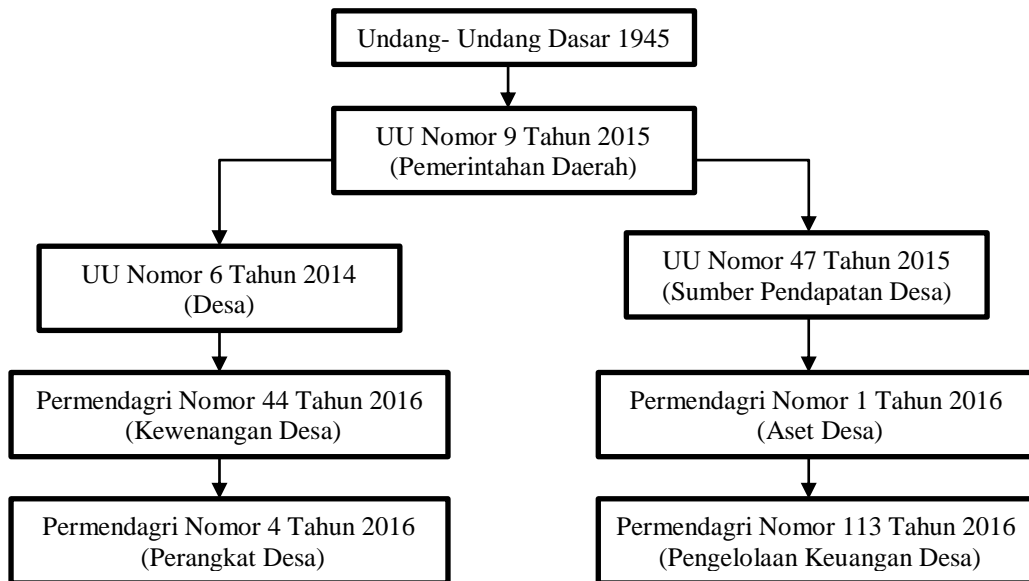 Undang- Undang Dasar 1945
UU Nomor 9 Tahun 2015
(Pemerintahan Daerah)
UU Nomor 6 Tahun 2014
(Desa)
UU Nomor 47 Tahun 2015
(Sumber Pendapatan Desa)
Permendagri Nomor 44 Tahun 2016
(Kewenangan Desa)
Permendagri Nomor 1 Tahun 2016
(Aset Desa)
Permendagri Nomor 4 Tahun 2016
(Perangkat Desa)
Permendagri Nomor 113 Tahun 2016
(Pengelolaan Keuangan Desa)